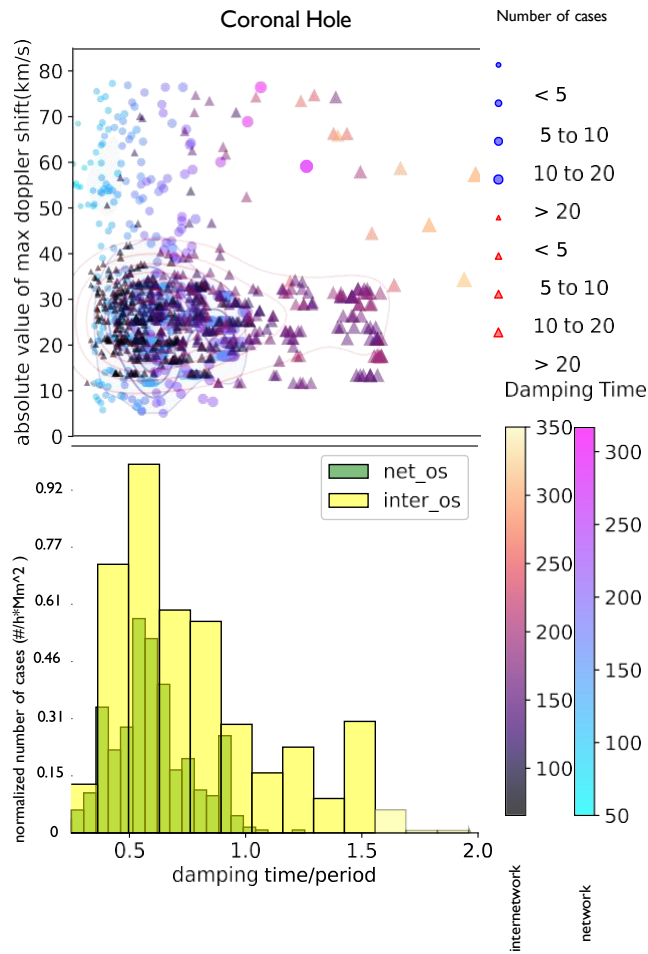 Coronal Hole
Number of cases
< 5
5 to 10
10 to 20
> 20
< 5
5 to 10
10 to 20
> 20
absolute value of max doppler shift(km/s)
80
70
60
50
40
30
20
10
0
Damping Time
350
300
250
200
150
100
internetwork
300
250
200
150
100
50
network
net_os
inter_os
normalized number of cases (#/h*Mm^2 )
0.92
0.77
0.61
0.46
0.31
0.15
0
0.5
1.0
1.5
2.0
damping time/period